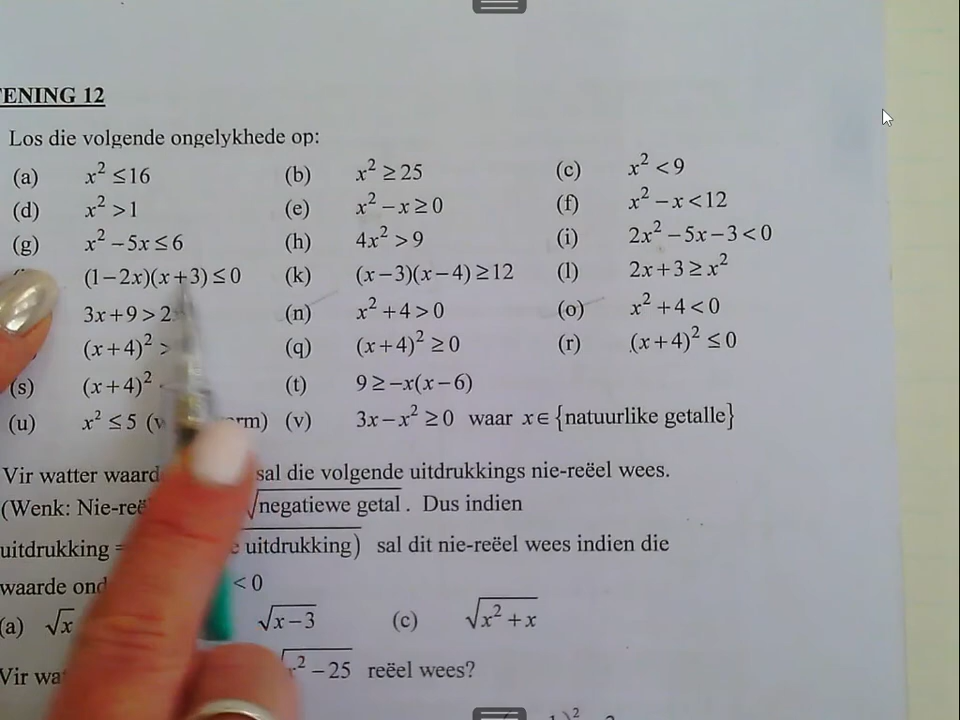 ENING 12
Los die volgende ongelykhede op:
(a) x² ≤ 16 (b) x² ≥ 25 (c) x² < 9
(d) x² > 1 (e) x² − x ≥ 0 (f) x² − x < 12
(g) x² − 5x ≤ 6 (h) 4x² > 9 (i) 2x² − 5x − 3 < 0
(1 − 2x)(x + 3) ≤ 0 (k) (x − 3)(x − 4) ≥ 12 (l) 2x + 3 ≥ x²
3x + 9 > 2 (n) x² + 4 > 0 (o) x² + 4 < 0
(x + 4)² > (q) (x + 4)² ≥ 0 (r) (x + 4)² ≤ 0
(s) (x + 4)² (t) 9 ≥ −x(x − 6)
(u) x² ≤ 5 (v) 3x − x² ≥ 0 waar x ∈ {natuurlike getalle}
Vir watter sal die volgende uitdrukkings nie-reëel wees.
(Wenk: √negatiewe getal . Dus indien
uitdrukking = uitdrukking) sal dit nie-reëel wees indien die
waarde < 0
(a) √x √(x − 3) (c) √(x² + x)
Vir ² − 25 reëel wees?